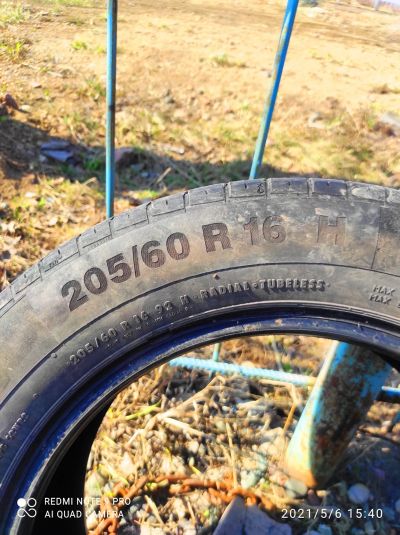 205/60 R 16 H
205/60 R 16 92 H RADIAL TUBELESS
MAX
MAX
REDMI NOTE PRO
AI QUAD CAMERA
2021/5/6 15:40